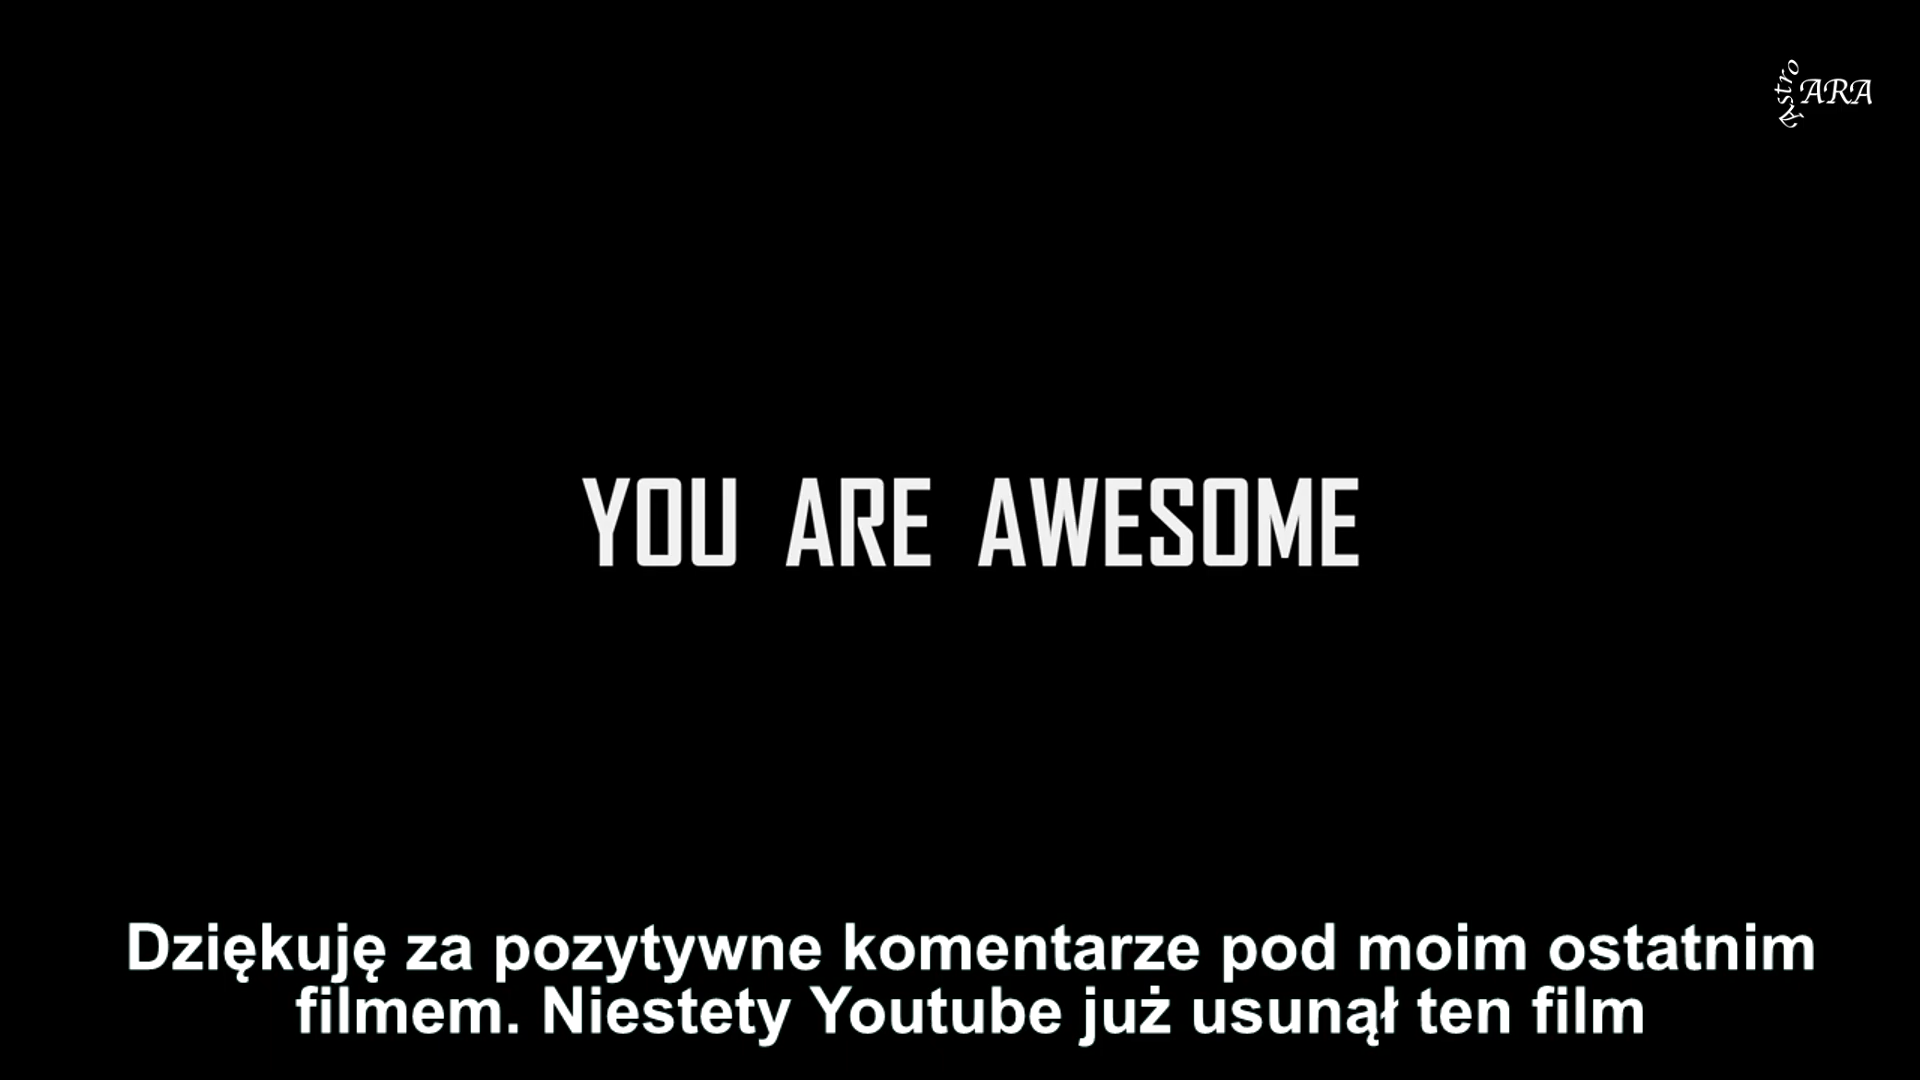 Astro ARA
YOU ARE AWESOME
Dziękuję za pozytywne komentarze pod moim ostatnim
filmem. Niestety Youtube już usunął ten film